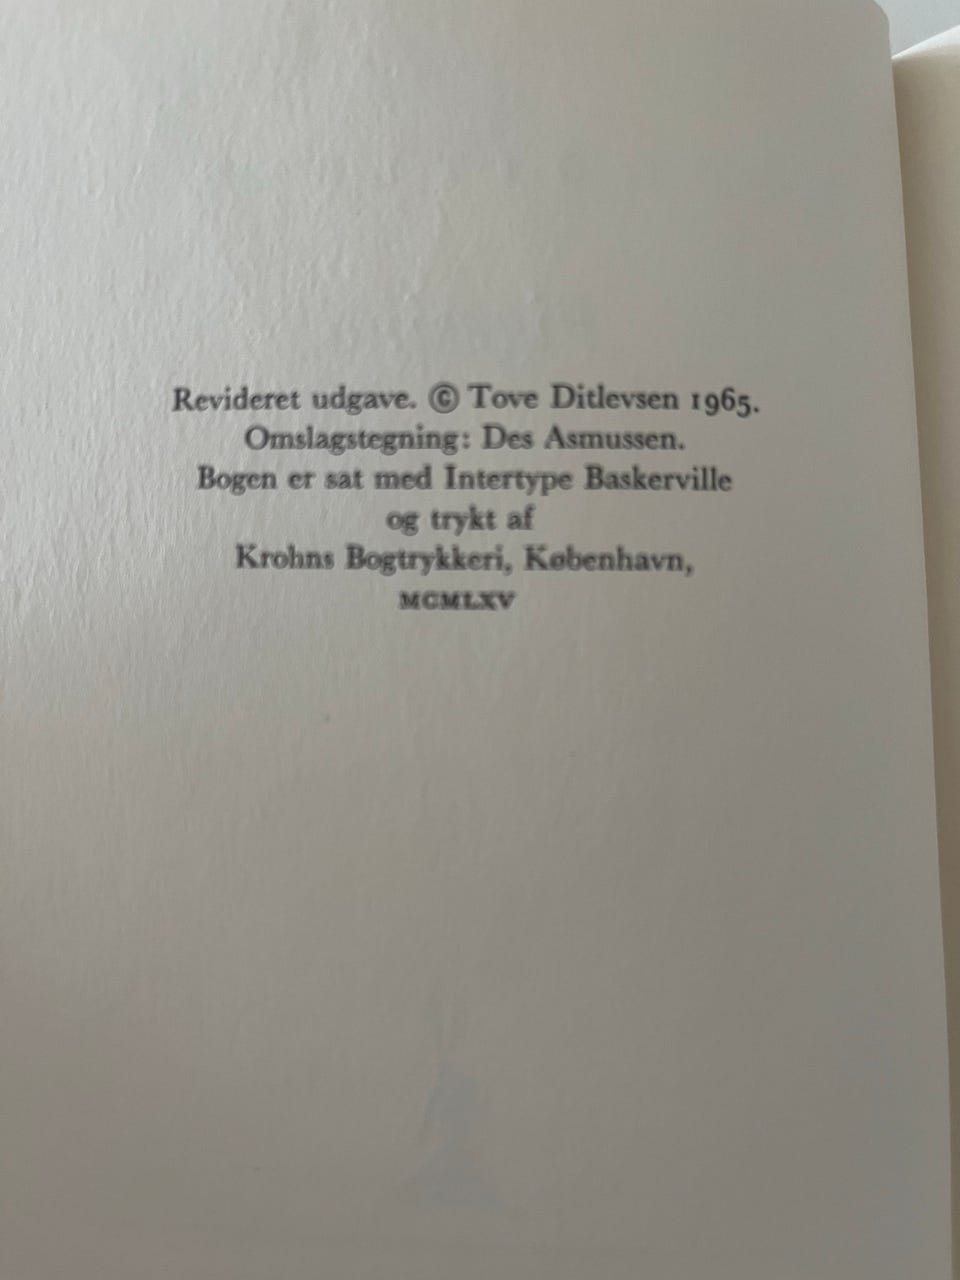 Revideret udgave. © Tove Ditlevsen 1965.
Omslagstegning: Des Asmussen.
Bogen er sat med Intertype Baskerville
og trykt af
Krohns Bogtrykkeri, København,
MCMLXV